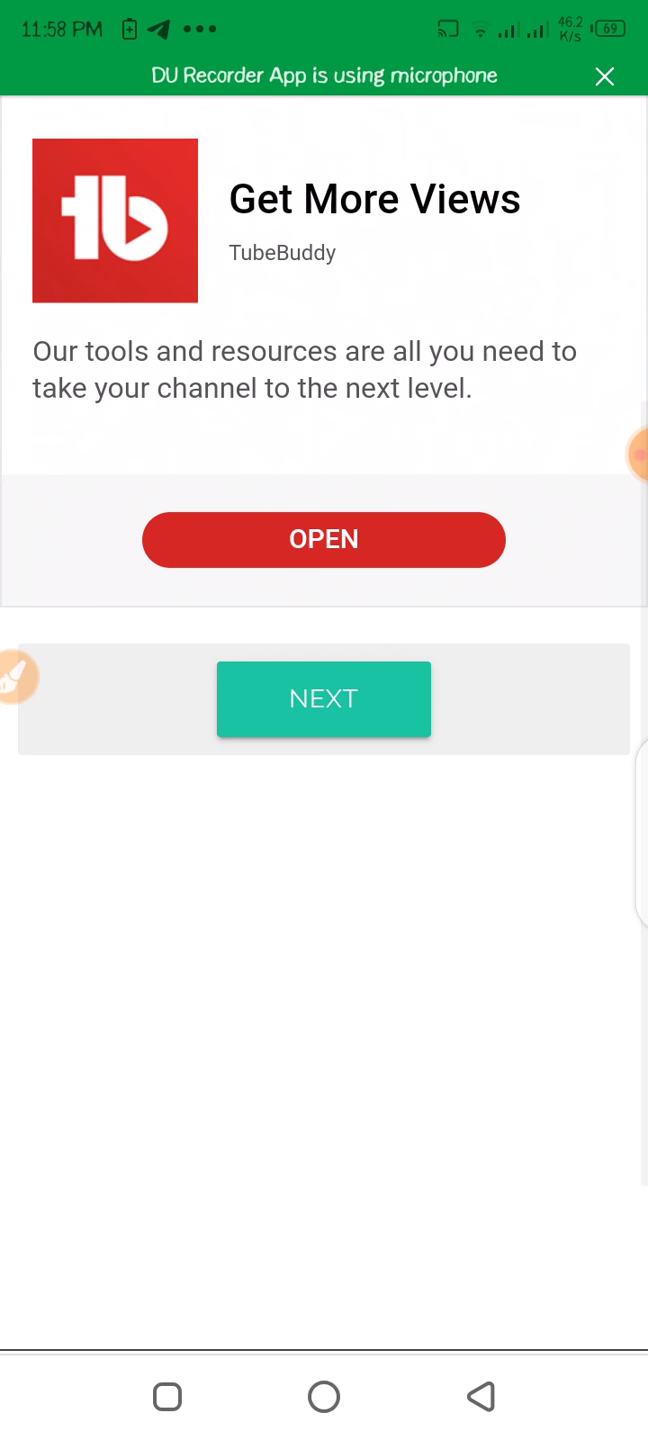 11:58 PM 46.2 K/s 69
DU Recorder App is using microphone
tb
Get More Views
TubeBuddy
Our tools and resources are all you need to
take your channel to the next level.
OPEN
NEXT